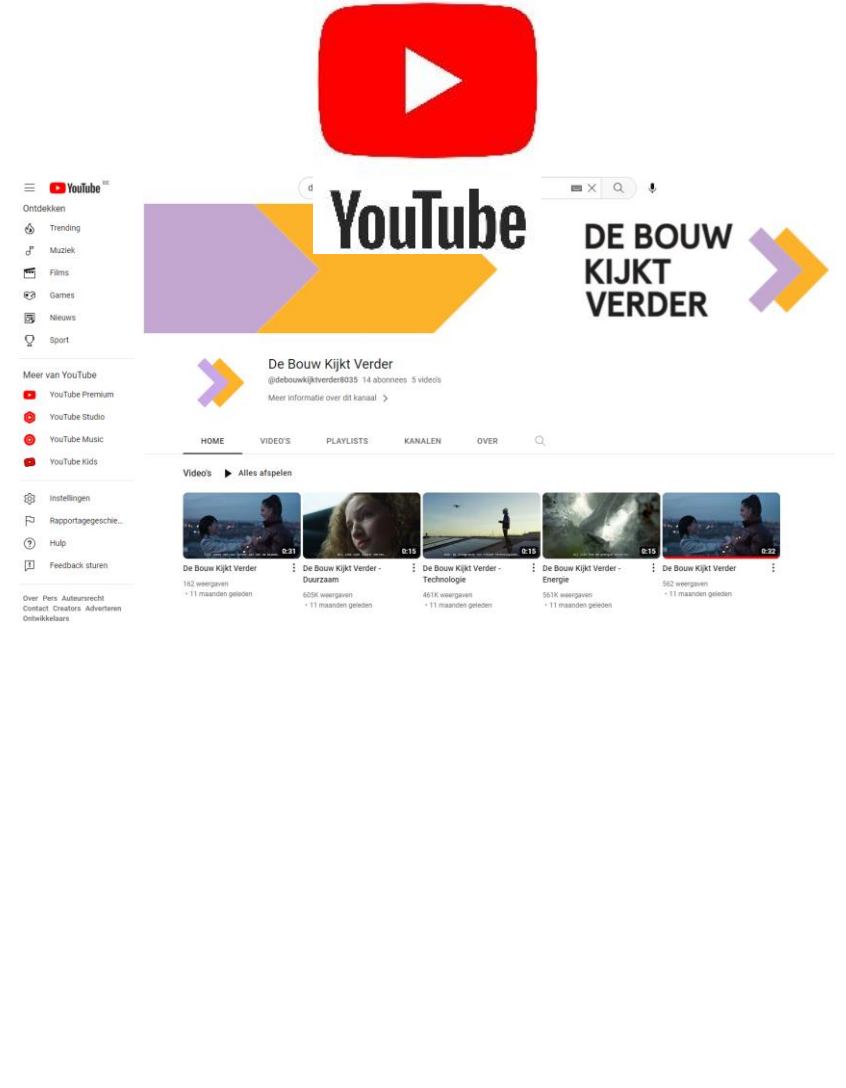 YouTube BE
d
YouTube
Ontdekken
Trending
Muziek
Films
Games
Nieuws
Sport
DE BOUW
KIJKT
VERDER
Meer van YouTube
YouTube Premium
YouTube Studio
YouTube Music
YouTube Kids
Instellingen
Rapportagegeschie...
Hulp
Feedback sturen
Over Pers Auteursrecht
Contact Creators Adverteren
Ontwikkelaars
De Bouw Kijkt Verder
@debouwkijktverder8035 14 abonnees 5 video's
Meer informatie over dit kanaal
HOME VIDEO'S PLAYLISTS KANALEN OVER
Video's Alles afspelen
0:31
De Bouw Kijkt Verder
162 weergaven
• 11 maanden geleden
0:15
De Bouw Kijkt Verder -
Duurzaam
605K weergaven
• 11 maanden geleden
0:15
De Bouw Kijkt Verder -
Technologie
461K weergaven
• 11 maanden geleden
0:15
De Bouw Kijkt Verder -
Energie
561K weergaven
• 11 maanden geleden
0:32
De Bouw Kijkt Verder
562 weergaven
• 11 maanden geleden